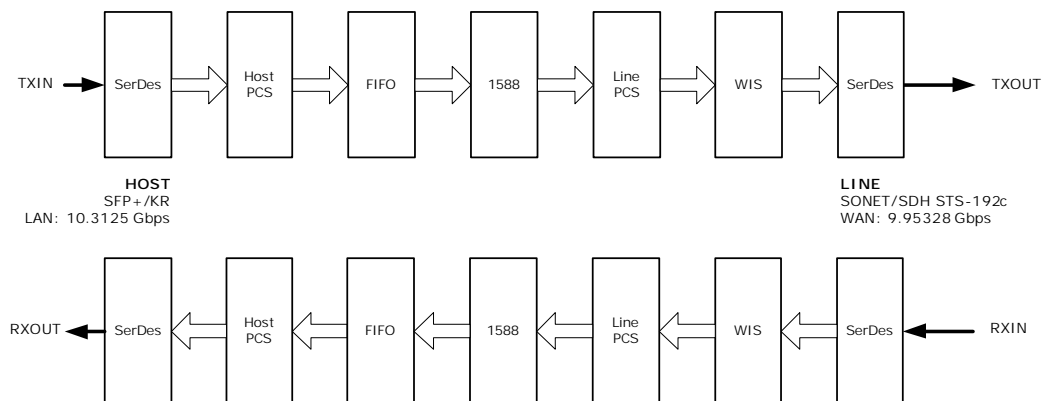 TXIN
SerDes
Host
PCS
FIFO
1588
Line
PCS
WIS
SerDes
TXOUT
HOST
SFP+/KR
LAN: 10.3125 Gbps
LINE
SONET/SDH STS-192c
WAN: 9.95328 Gbps
RXOUT
SerDes
Host
PCS
FIFO
1588
Line
PCS
WIS
SerDes
RXIN